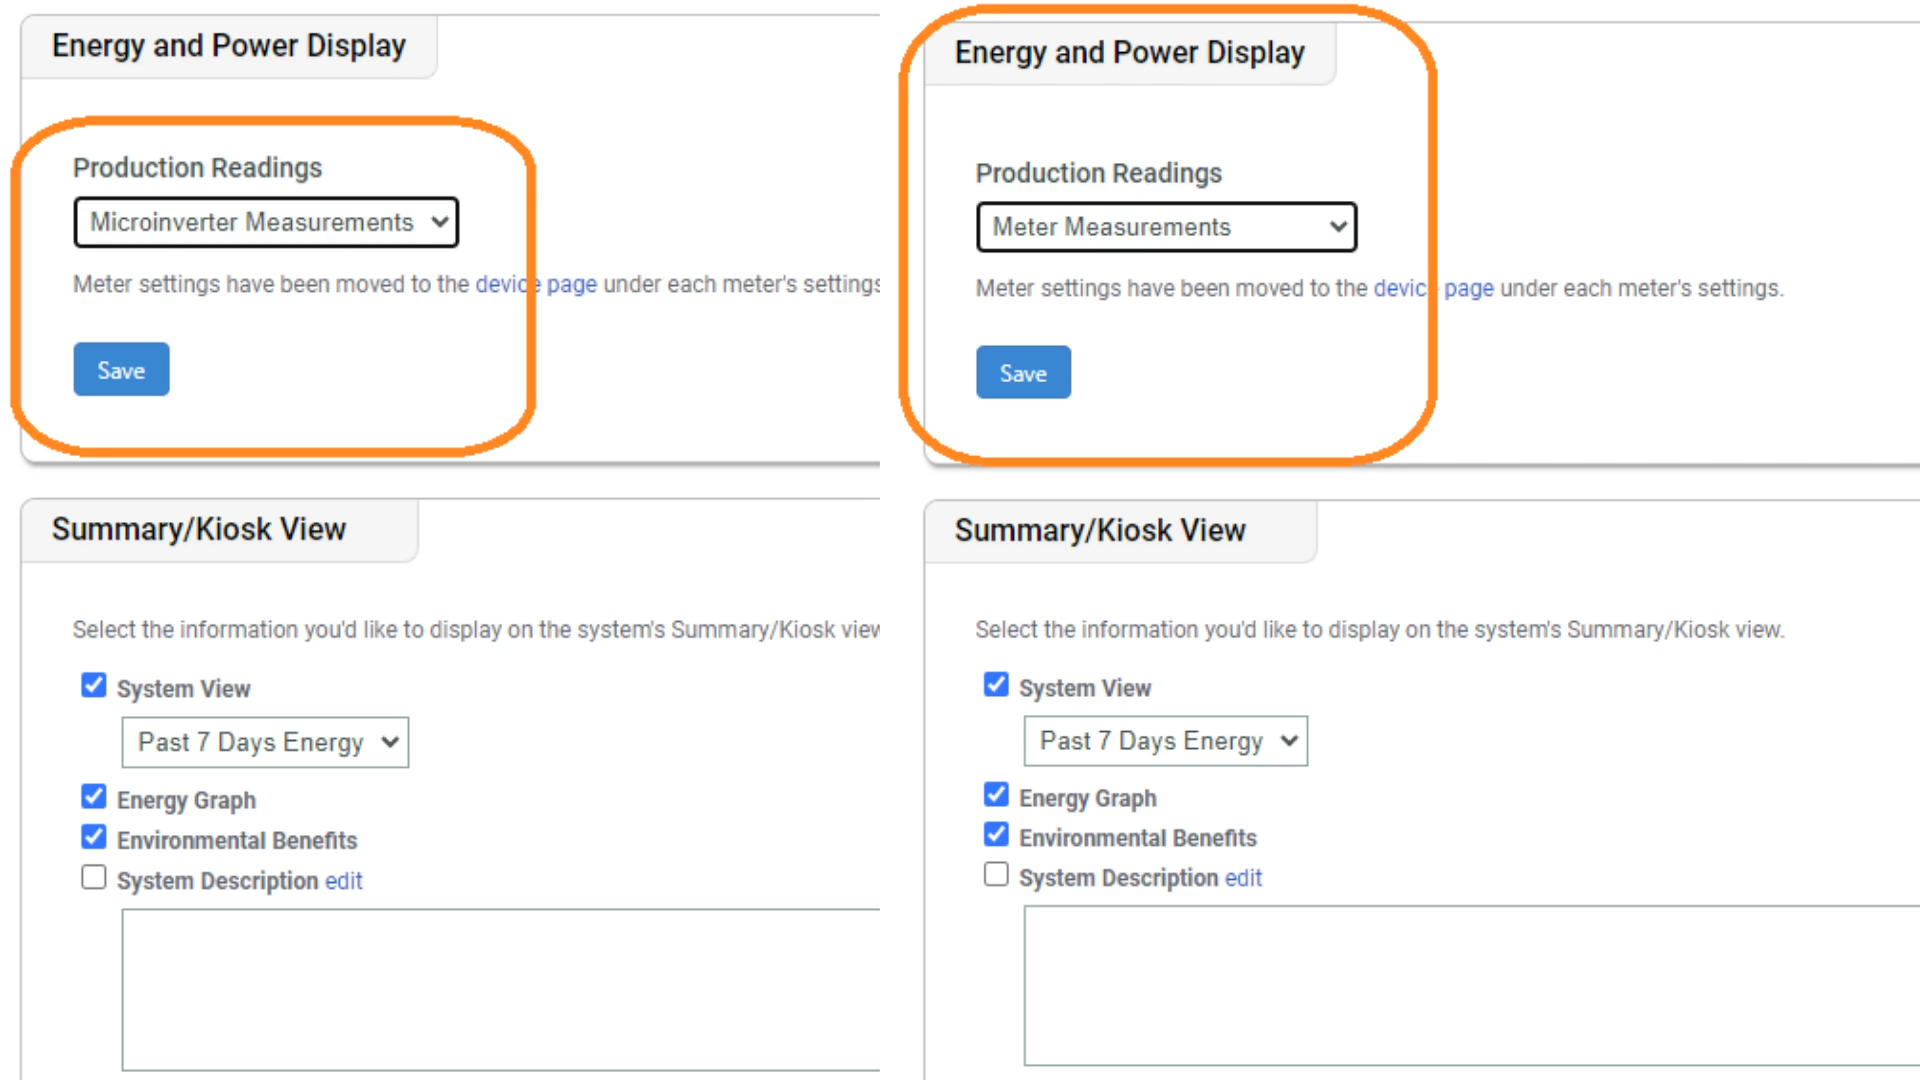 Energy and Power Display
Production Readings
Microinverter Measurements
Meter settings have been moved to the device page under each meter's settings
Save
Summary/Kiosk View
Select the information you'd like to display on the system's Summary/Kiosk view
System View
Past 7 Days Energy
Energy Graph
Environmental Benefits
System Description edit
Energy and Power Display
Production Readings
Meter Measurements
Meter settings have been moved to the device page under each meter's settings.
Save
Summary/Kiosk View
Select the information you'd like to display on the system's Summary/Kiosk view.
System View
Past 7 Days Energy
Energy Graph
Environmental Benefits
System Description edit